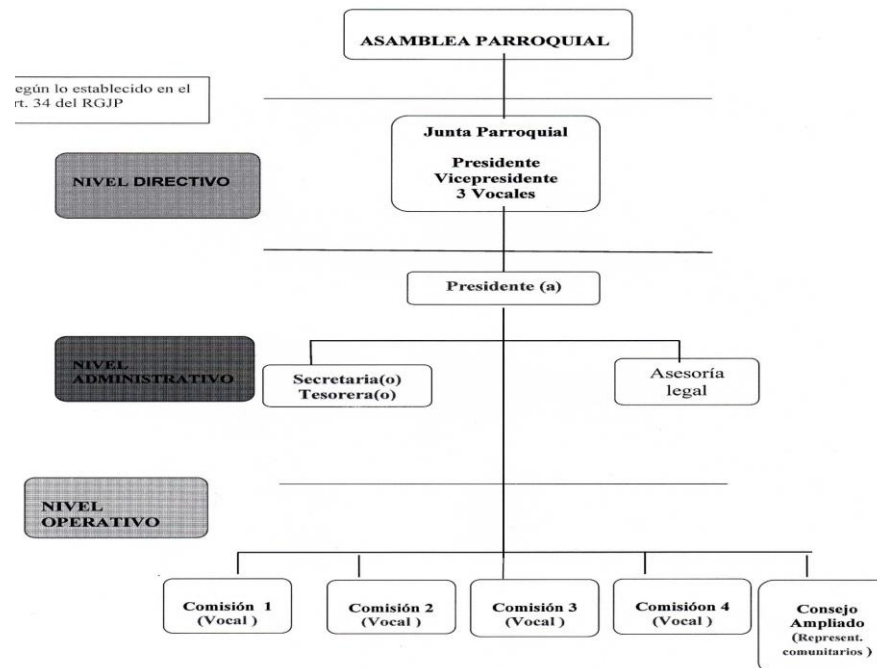 ASAMBLEA PARROQUIAL
egún lo establecido en el
rt. 34 del RGJP
Junta Parroquial
Presidente
Vicepresidente
3 Vocales
NIVEL DIRECTIVO
Presidente (a)
NIVEL
ADMINISTRATIVO
Secretaria(o)
Tesorera(o)
Asesoría
legal
NIVEL
OPERATIVO
Comisión 1
(Vocal )
Comisión 2
(Vocal )
Comisión 3
(Vocal )
Comisióon 4
(Vocal )
Consejo
Ampliado
(Represent.
comunitarios )